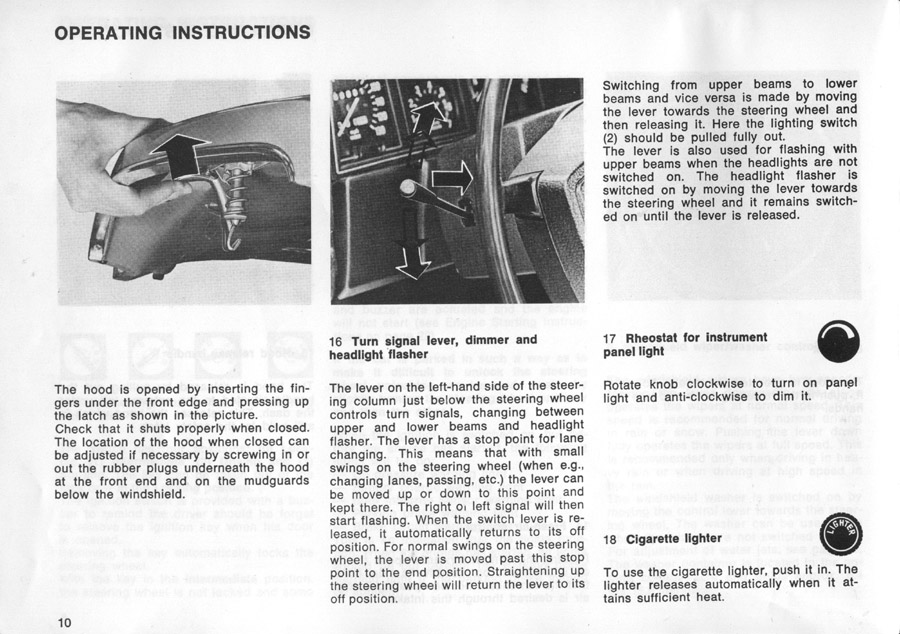 OPERATING INSTRUCTIONS
The hood is opened by inserting the fin-
gers under the front edge and pressing up
the latch as shown in the picture.
Check that it shuts properly when closed.
The location of the hood when closed can
be adjusted if necessary by screwing in or
out the rubber plugs underneath the hood
at the front end and on the mudguards
below the windshield.
16 Turn signal lever, dimmer and
headlight flasher
The lever on the left-hand side of the steer-
ing column just below the steering wheel
controls turn signals, changing between
upper and lower beams and headlight
flasher. The lever has a stop point for lane
changing. This means that with small
swings on the steering wheel (when e.g.,
changing lanes, passing, etc.) the lever can
be moved up or down to this point and
kept there. The right or left signal will then
start flashing. When the switch lever is re-
leased, it automatically returns to its off
position. For normal swings on the steering
wheel, the lever is moved past this stop
point to the end position. Straightening up
the steering wheel will return the lever to its
off position.
Switching from upper beams to lower
beams and vice versa is made by moving
the lever towards the steering wheel and
then releasing it. Here the lighting switch
(2) should be pulled fully out.
The lever is also used for flashing with
upper beams when the headlights are not
switched on. The headlight flasher is
switched on by moving the lever towards
the steering wheel and it remains switch-
ed on until the lever is released.
17 Rheostat for instrument
panel light
Rotate knob clockwise to turn on panel
light and anti-clockwise to dim it.
18 Cigarette lighter
LIGHTER
To use the cigarette lighter, push it in. The
lighter releases automatically when it at-
tains sufficient heat.
10